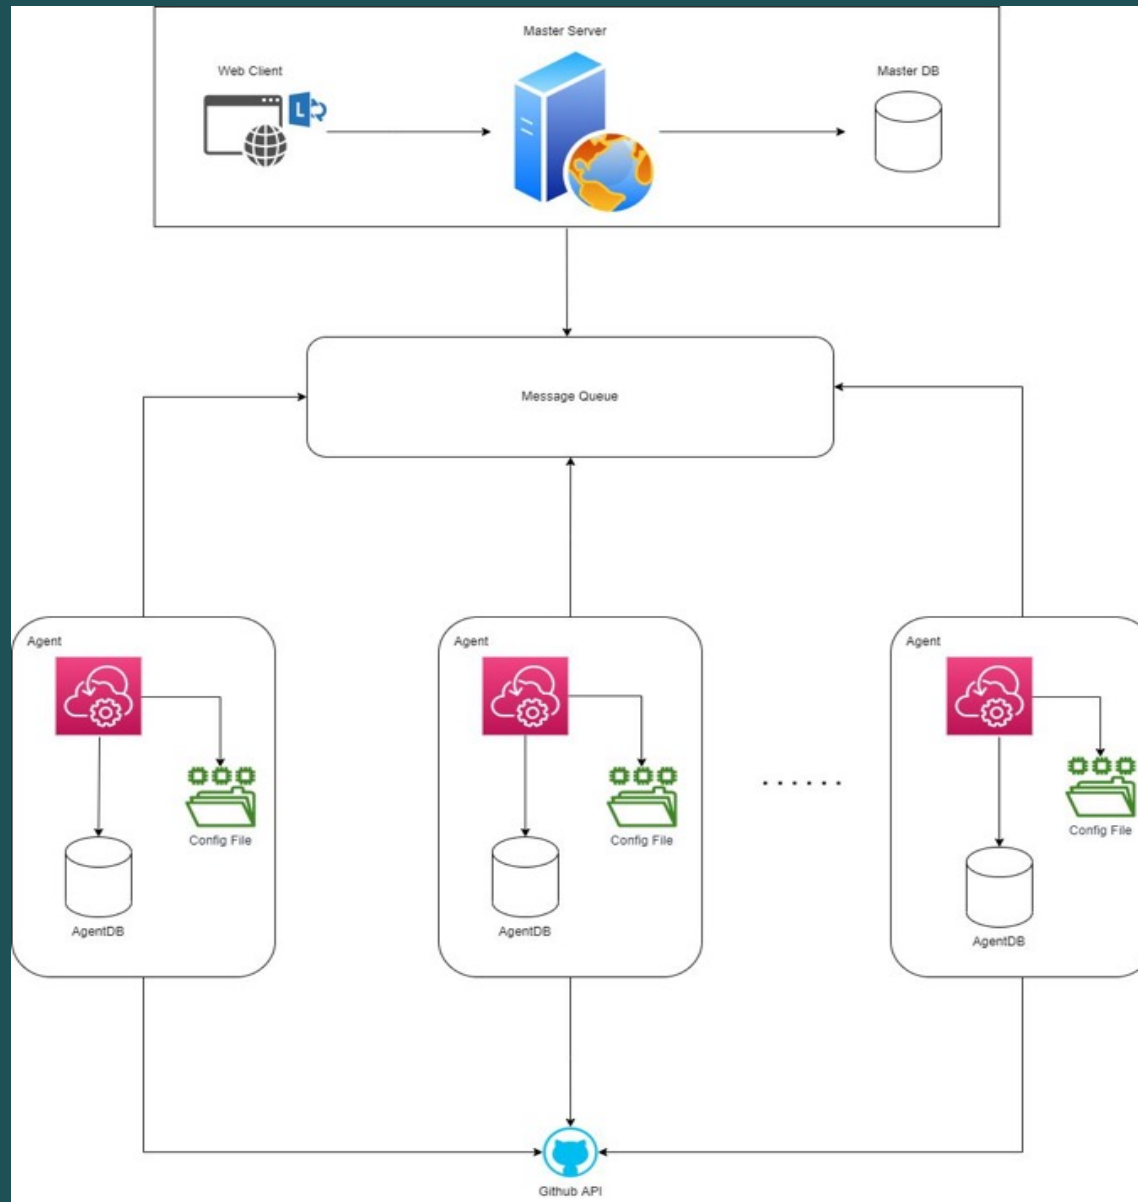 Master Server
Web Client
Master DB
L
Message Queue
Agent
Agent
Agent
. . . . . .
Config File
Config File
Config File
AgentDB
AgentDB
AgentDB
Github API